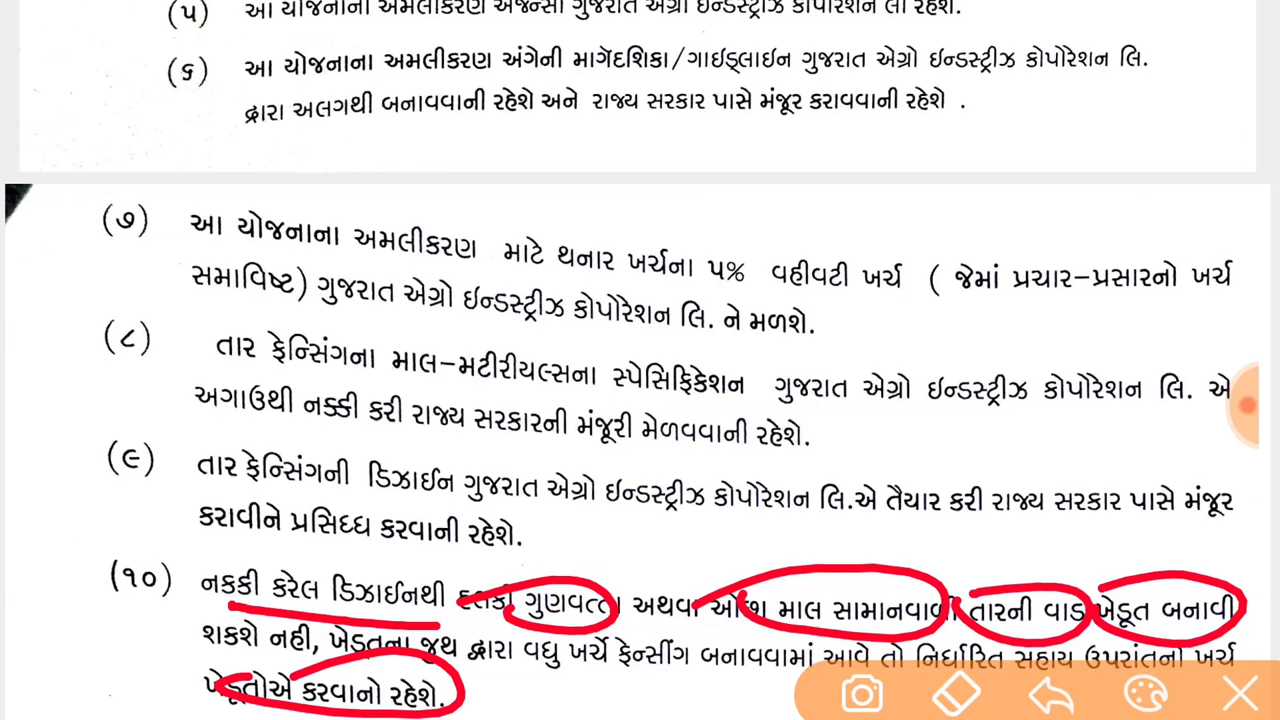 (૫) આ યોજનાના અમલીકરણ એજન્સી ગુજરાત એગ્રો ઇન્ડસ્ટ્રીઝ કોર્પોરેશન લી રહેશે.
(૬) આ યોજનાના અમલીકરણ અંગેની માર્ગદર્શિકા/ગાઇડ્લાઇન ગુજરાત એગ્રો ઇન્ડસ્ટ્રીઝ કોર્પોરેશન લિ.
દ્વારા અલગથી બનાવવાની રહેશે અને રાજ્ય સરકાર પાસે મંજૂર કરાવવાની રહેશે .
(૭) આ યોજનાના અમલીકરણ માટે થનાર ખર્ચના ૫% વહીવટી ખર્ચ ( જેમાં પ્રચાર-પ્રસારનો ખર્ચ
સમાવિષ્ટ) ગુજરાત એગ્રો ઇન્ડસ્ટ્રીઝ કોર્પોરેશન લિ. ને મળશે.
(૮) તાર ફેન્સિંગના માલ-મટીરીયલ્સના સ્પેસિફિકેશન ગુજરાત એગ્રો ઇન્ડસ્ટ્રીઝ કોર્પોરેશન લિ. એ
અગાઉથી નક્કી કરી રાજ્ય સરકારની મંજૂરી મેળવવાની રહેશે.
(૯) તાર ફેન્સિંગની ડિઝાઈન ગુજરાત એગ્રો ઇન્ડસ્ટ્રીઝ કોર્પોરેશન લિ.એ તૈયાર કરી રાજ્ય સરકાર પાસે મંજૂર
કરાવીને પ્રસિધ્ધ કરવાની રહેશે.
(૧૦) નકકી કરેલ ડિઝાઈનથી હલકી ગુણવત્તા અથવા ઓછા માલ સામાનવાળી તારની વાડ ખેડૂત બનાવી
શકશે નહી, ખેડૂતના જુથ દ્વારા વધુ ખર્ચે ફેન્સીંગ બનાવવામાં આવે તો નિર્ધારિત સહાય ઉપરાંતનો ખર્ચ
ખેડૂતોએ કરવાનો રહેશે.